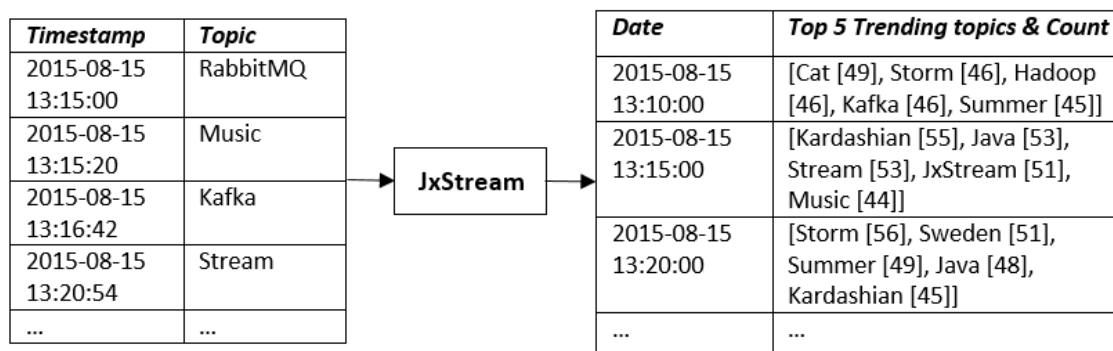 Timestamp Topic
2015-08-15 RabbitMQ
13:15:00
2015-08-15 Music
13:15:20
2015-08-15 Kafka
13:16:42
2015-08-15 Stream
13:20:54
... ...
JxStream
Date Top 5 Trending topics & Count
2015-08-15 [Cat [49], Storm [46], Hadoop
13:10:00 [46], Kafka [46], Summer [45]]
2015-08-15 [Kardashian [55], Java [53],
13:15:00 Stream [53], JxStream [51],
Music [44]]
2015-08-15 [Storm [56], Sweden [51],
13:20:00 Summer [49], Java [48],
Kardashian [45]]
... ...